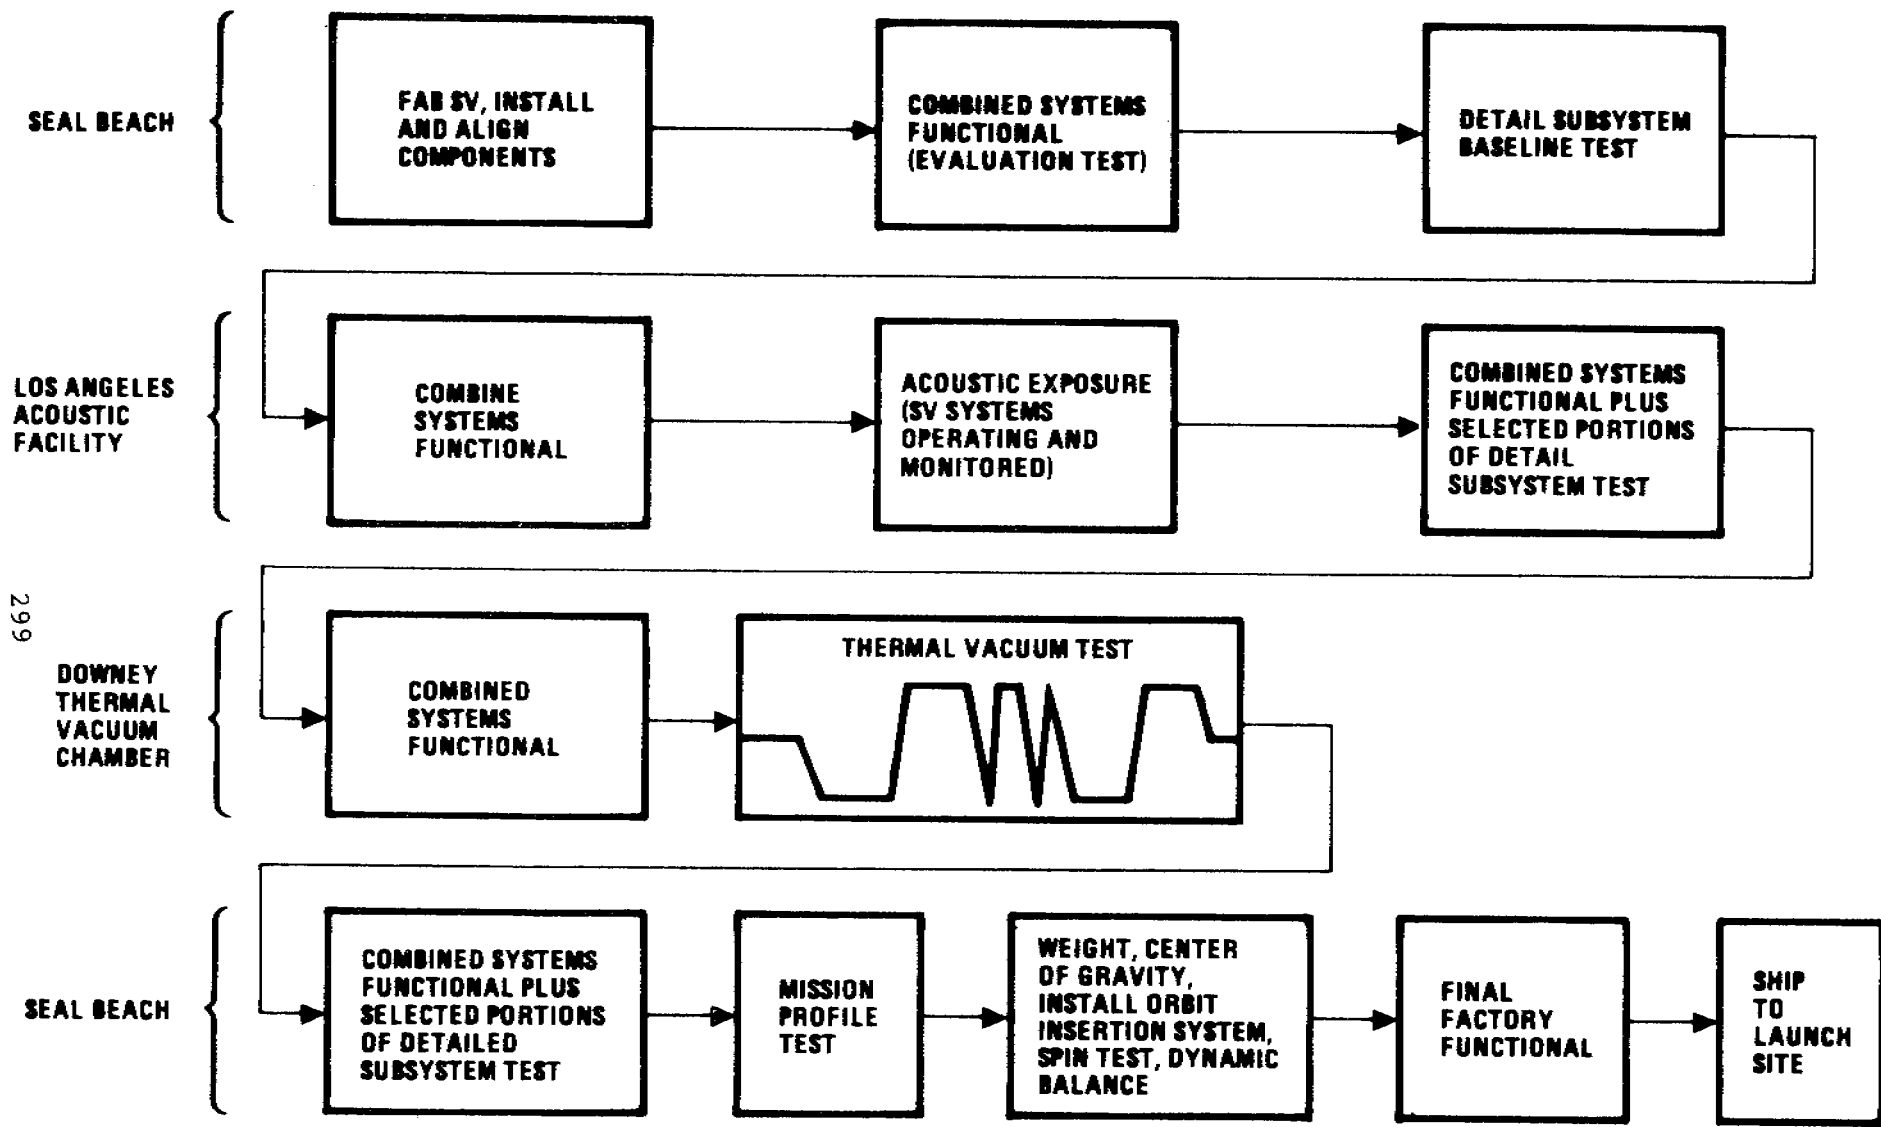 SEAL BEACH
FAB SV, INSTALL
AND ALIGN
COMPONENTS
COMBINED SYSTEMS
FUNCTIONAL
(EVALUATION TEST)
DETAIL SUBSYSTEM
BASELINE TEST
LOS ANGELES
ACOUSTIC
FACILITY
COMBINE
SYSTEMS
FUNCTIONAL
ACOUSTIC EXPOSURE
(SV SYSTEMS
OPERATING AND
MONITORED)
COMBINED SYSTEMS
FUNCTIONAL PLUS
SELECTED PORTIONS
OF DETAIL
SUBSYSTEM TEST
299
DOWNEY
THERMAL
VACUUM
CHAMBER
COMBINED
SYSTEMS
FUNCTIONAL
THERMAL VACUUM TEST
SEAL BEACH
COMBINED SYSTEMS
FUNCTIONAL PLUS
SELECTED PORTIONS
OF DETAILED
SUBSYSTEM TEST
MISSION
PROFILE
TEST
WEIGHT, CENTER
OF GRAVITY,
INSTALL ORBIT
INSERTION SYSTEM,
SPIN TEST, DYNAMIC
BALANCE
FINAL
FACTORY
FUNCTIONAL
SHIP
TO
LAUNCH
SITE